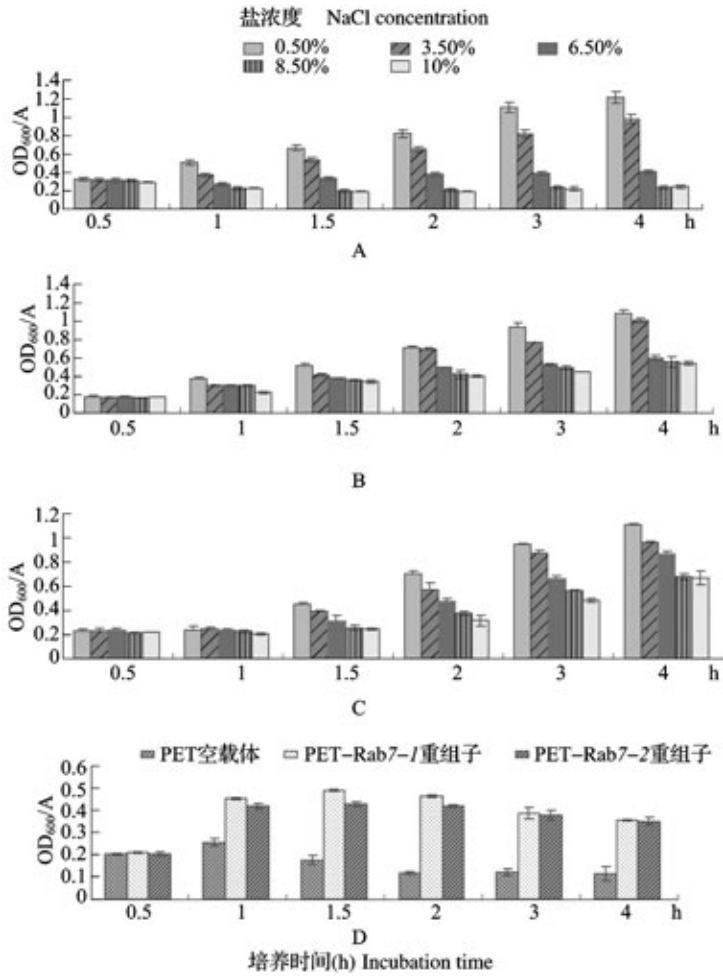 盐浓度 NaCl concentration
0.50% 3.50% 6.50%
8.50% 10%
OD600/A
1.4
1.2
1
0.8
0.6
0.4
0.2
0
0.5 1 1.5 2 3 4 h
A
OD600/A
1.4
1.2
1
0.8
0.6
0.4
0.2
0
0.5 1 1.5 2 3 4 h
B
OD600/A
1.2
1
0.8
0.6
0.4
0.2
0
0.5 1 1.5 2 3 4 h
C
PET空载体 PET-Rab7-1重组子 PET-Rab7-2重组子
OD600/A
0.6
0.5
0.4
0.3
0.2
0.1
0
0.5 1 1.5 2 3 4 h
D
培养时间(h) Incubation time